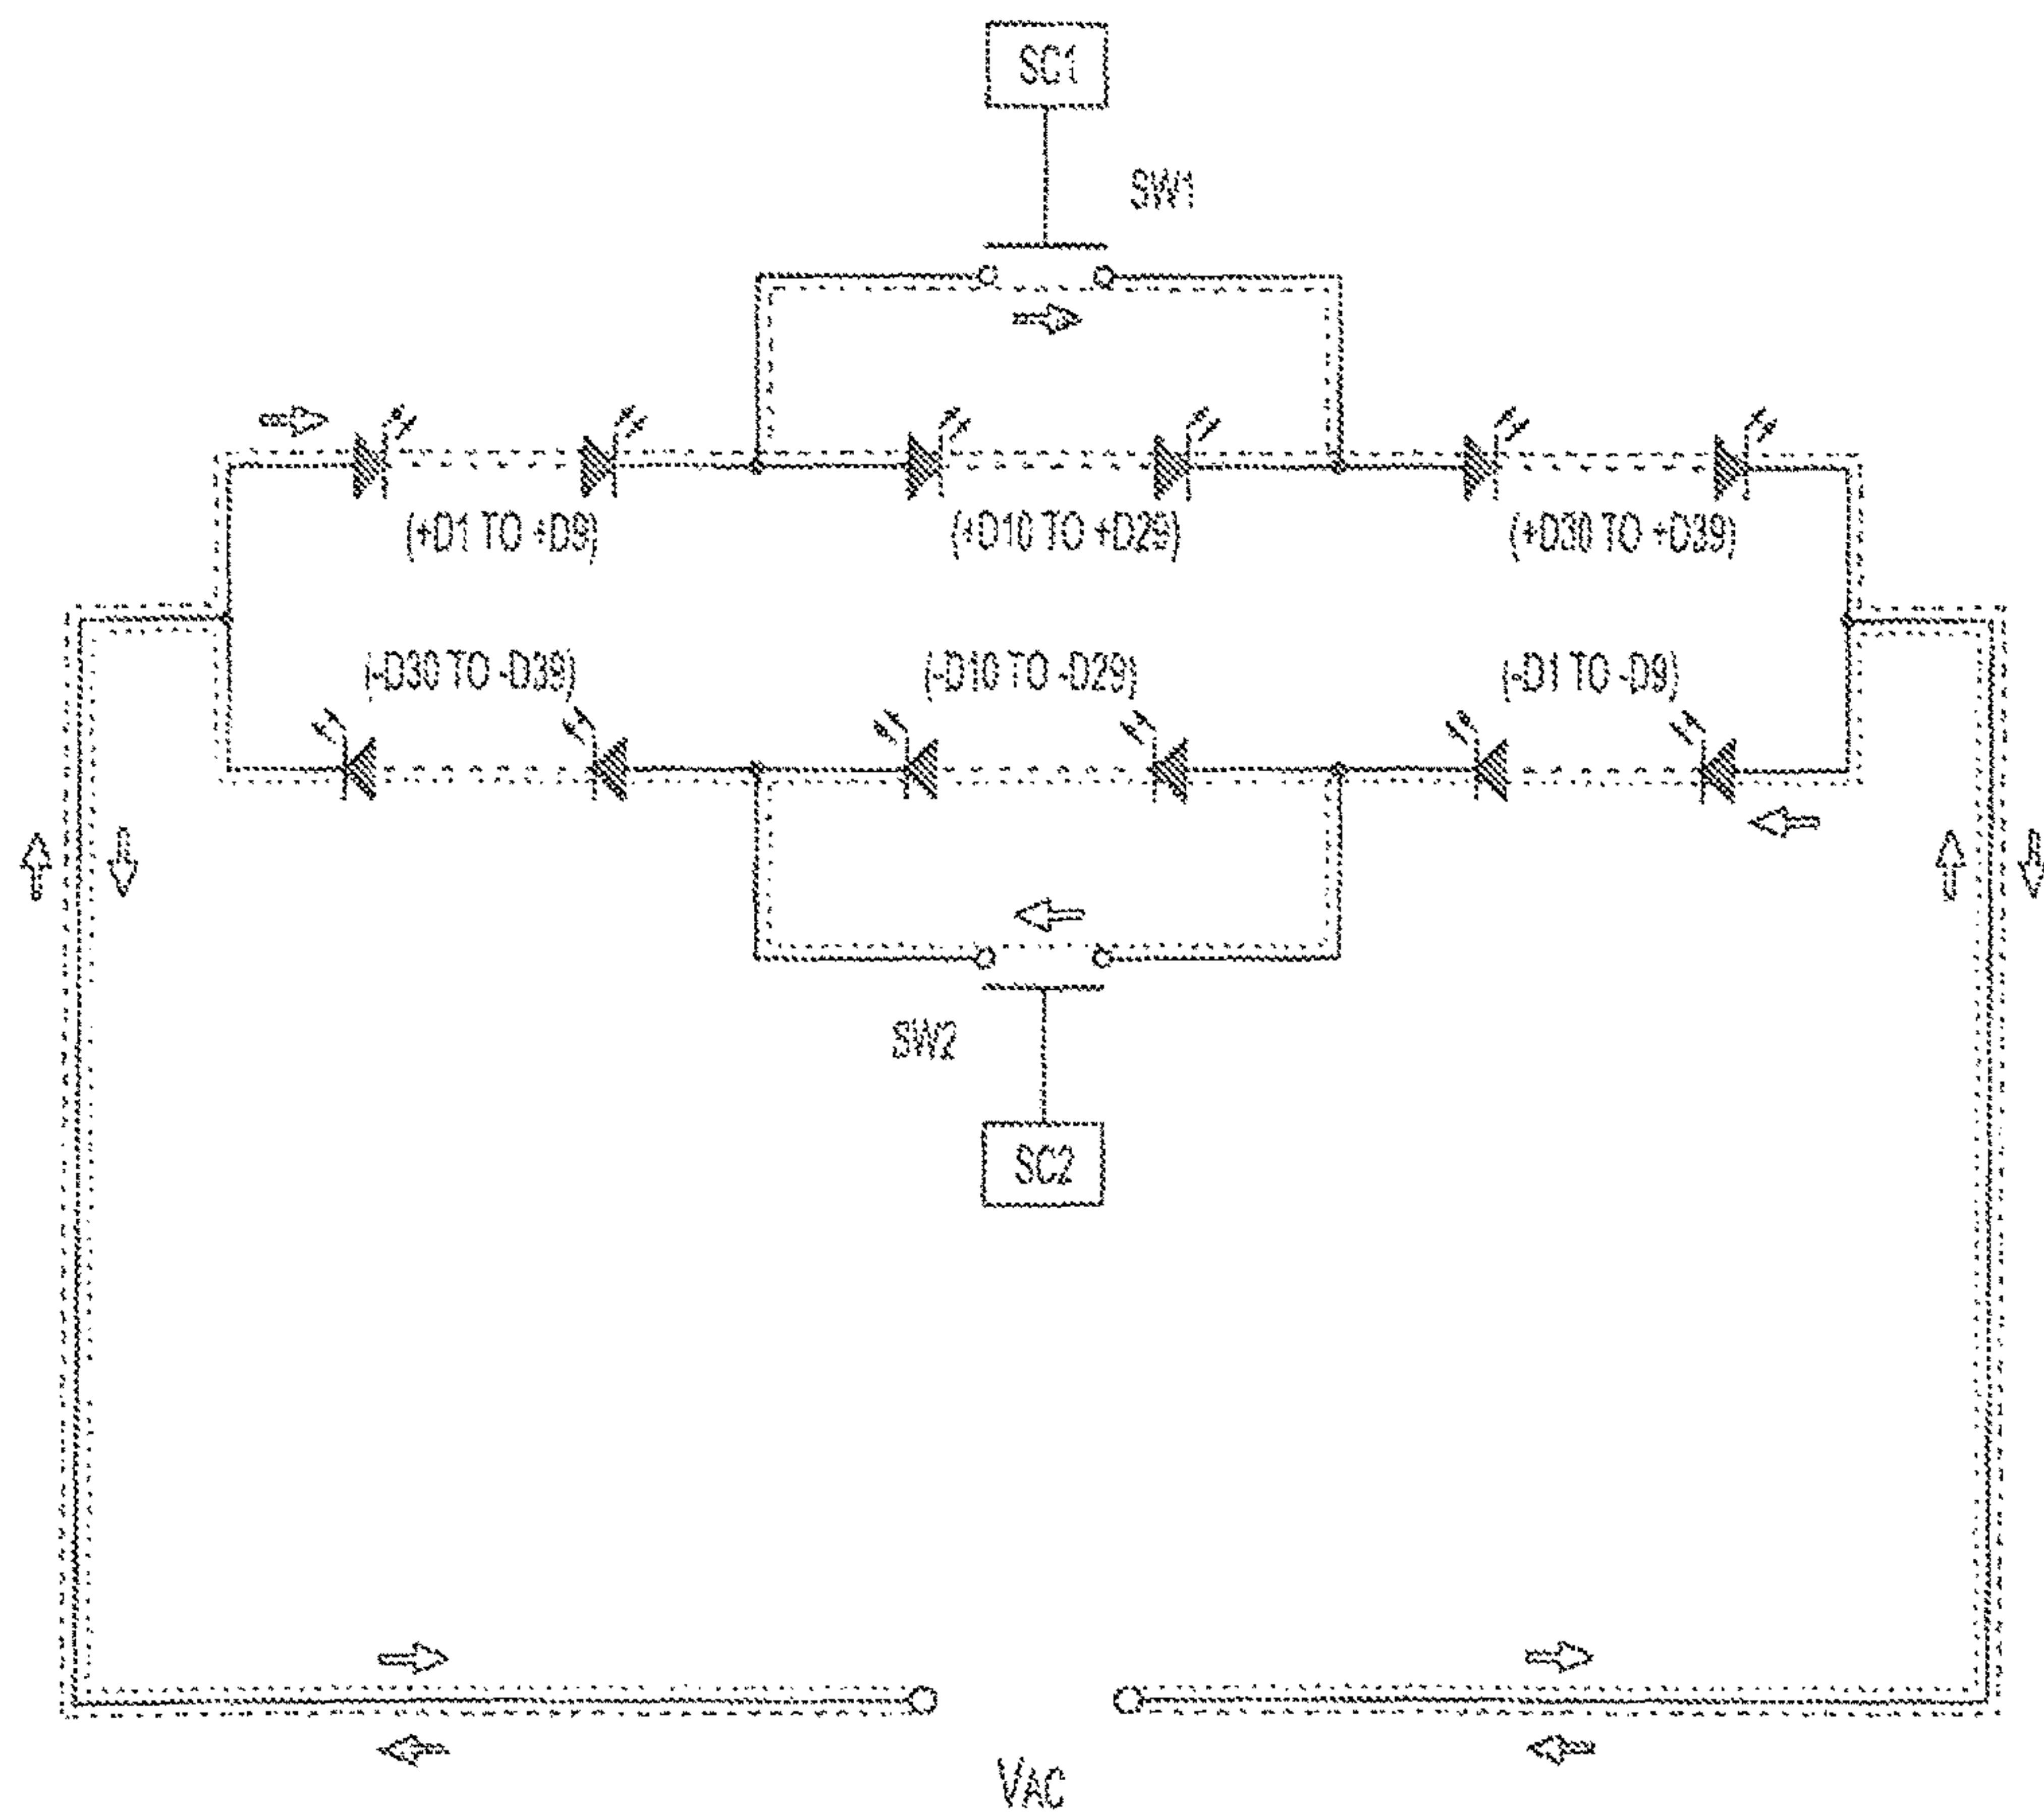 SC1
SW1
(+D1 TO +D9)
(+D10 TO +D29)
(+D30 TO +D39)
(-D30 TO -D39)
(-D10 TO -D29)
(-D1 TO -D9)
SW2
SC2
VAC